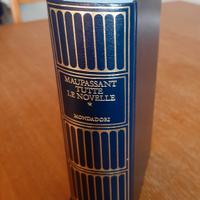 MAUPASSANT
TUTTE
LE NOVELLE
*
MONDADORI